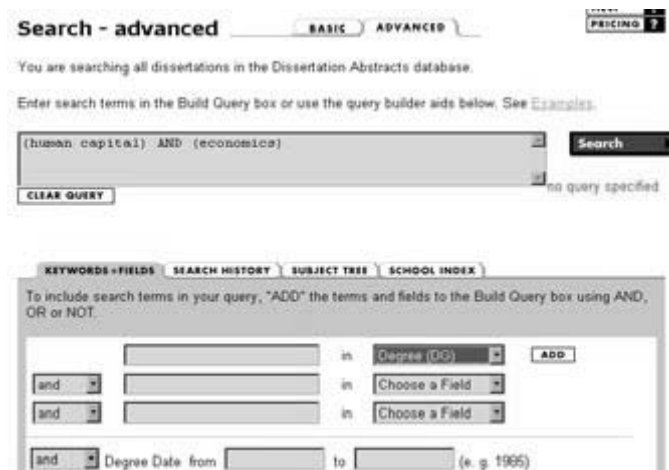 Search - advanced BASIC ADVANCED
PRICING ?
You are searching all dissertations in the Dissertation Abstracts database.
Enter search terms in the Build Query box or use the query builder aids below. See Examples.
(human capital) AND (economics)
Search
no query specified
CLEAR QUERY
KEYWORDS+FIELDS SEARCH HISTORY SUBJECT TREE SCHOOL INDEX
To include search terms in your query, "ADD" the terms and fields to the Build Query box using AND,
OR or NOT.
in Degree (DG) ADD
and in Choose a Field
and in Choose a Field
and Degree Date from to (e. g. 1995)